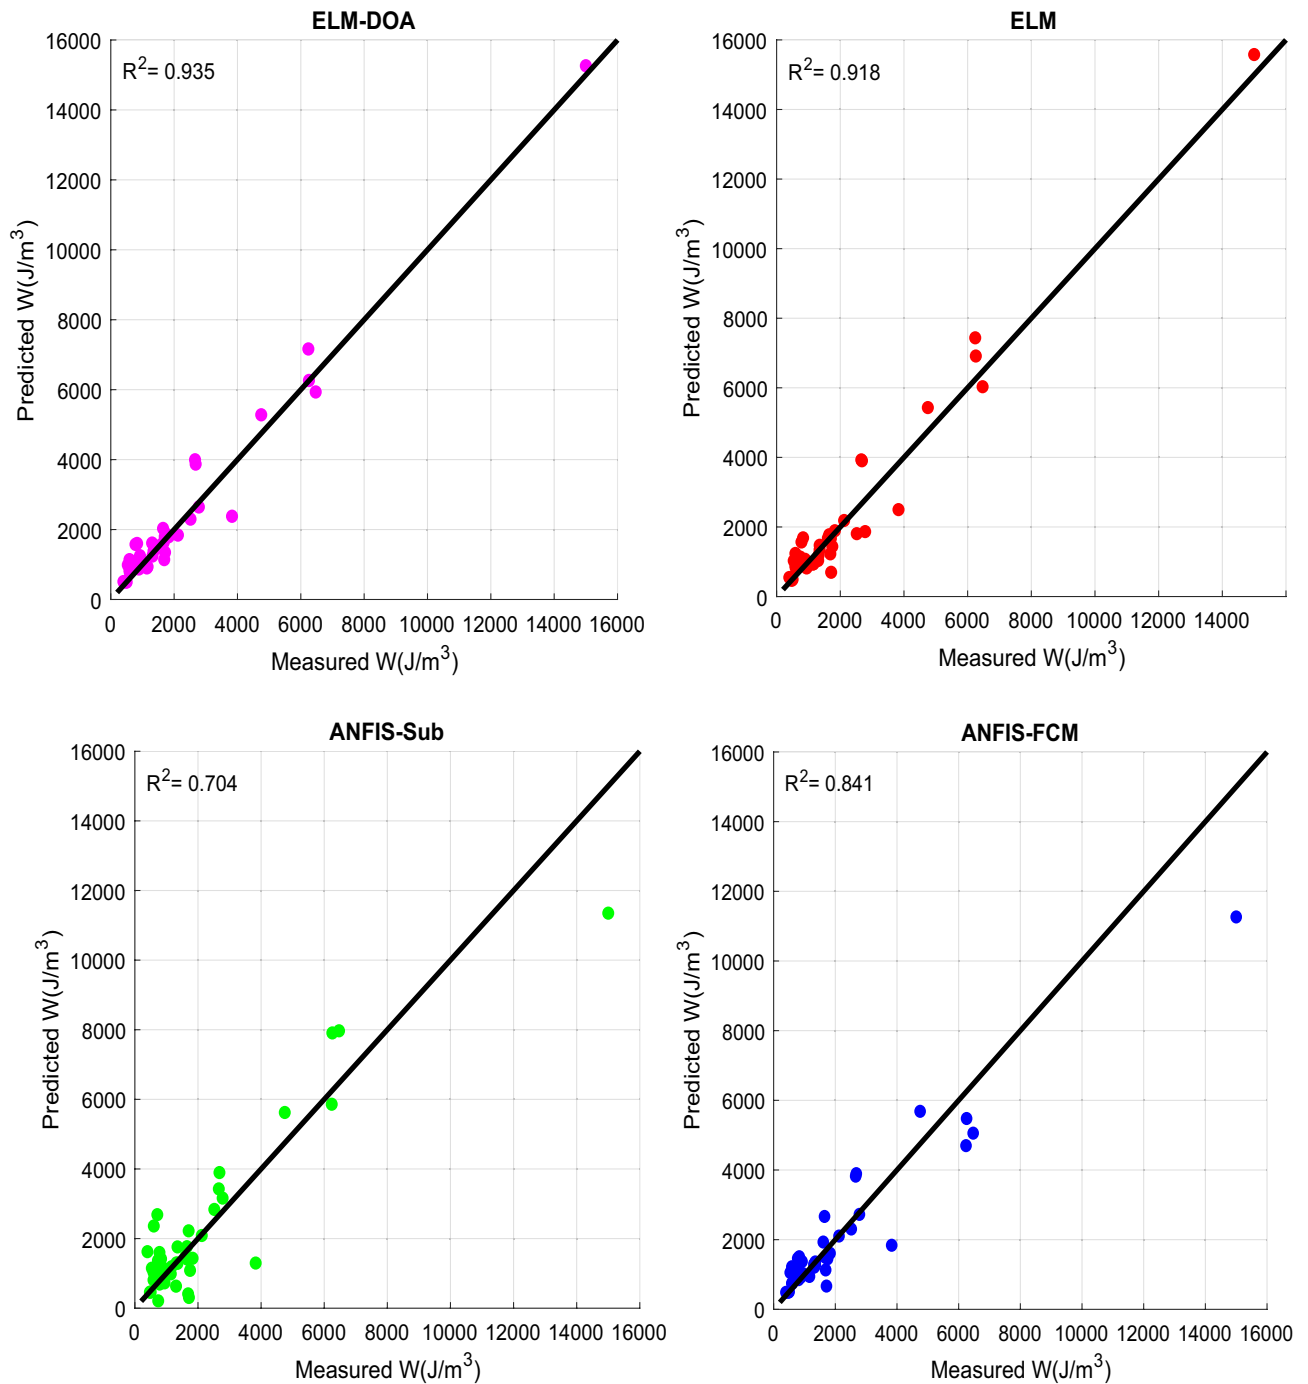 ELM-DOA
R²= 0.935
16000
14000
12000
10000
8000
6000
4000
2000
0
Predicted W(J/m³)
0 2000 4000 6000 8000 10000 12000 14000 16000
Measured W(J/m³)
ELM
R²= 0.918
16000
14000
12000
10000
8000
6000
4000
2000
0
Predicted W(J/m³)
0 2000 4000 6000 8000 10000 12000 14000
Measured W(J/m³)
ANFIS-Sub
R²= 0.704
16000
14000
12000
10000
8000
6000
4000
2000
0
Predicted W(J/m³)
0 2000 4000 6000 8000 10000 12000 14000 16000
Measured W(J/m³)
ANFIS-FCM
R²= 0.841
16000
14000
12000
10000
8000
6000
4000
2000
0
Predicted W(J/m³)
0 2000 4000 6000 8000 10000 12000 14000 16000
Measured W(J/m³)